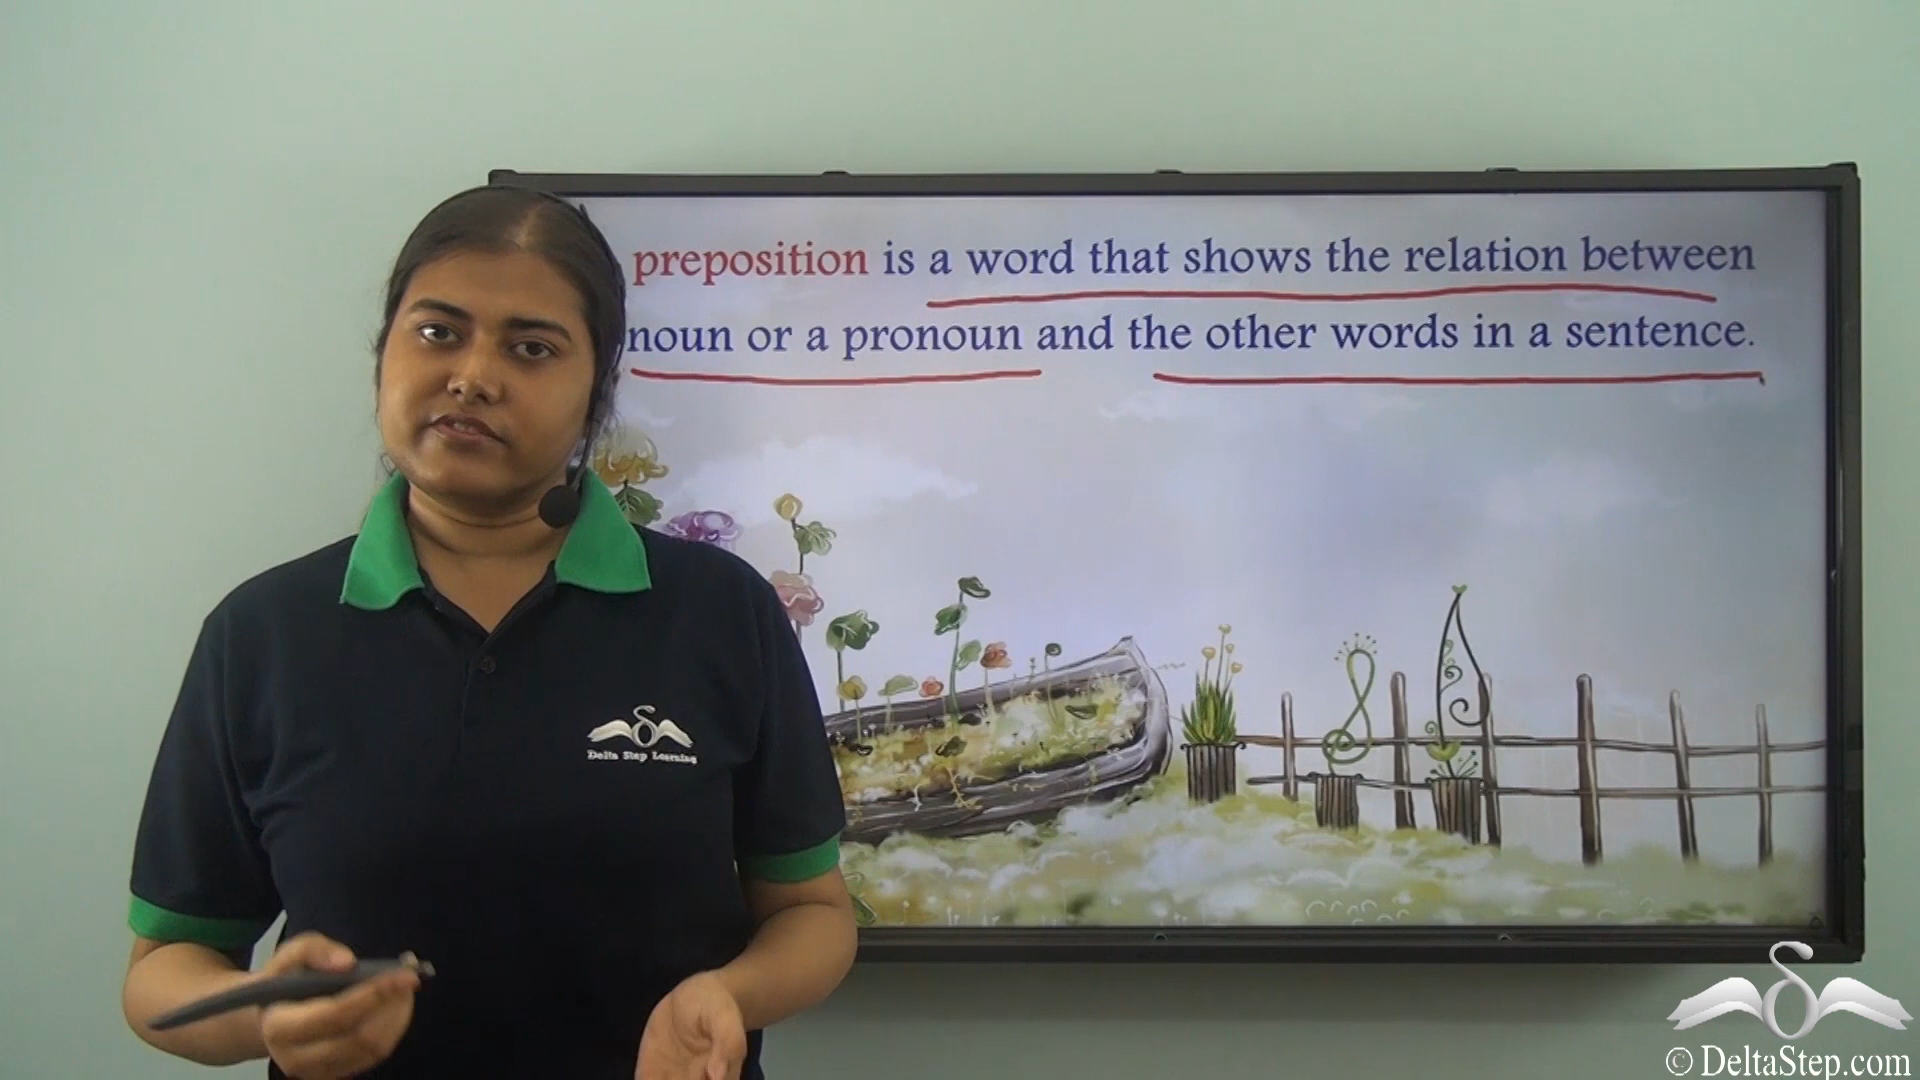 preposition is a word that shows the relation between
noun or a pronoun and the other words in a sentence.
Delta Step Learning
© DeltaStep.com